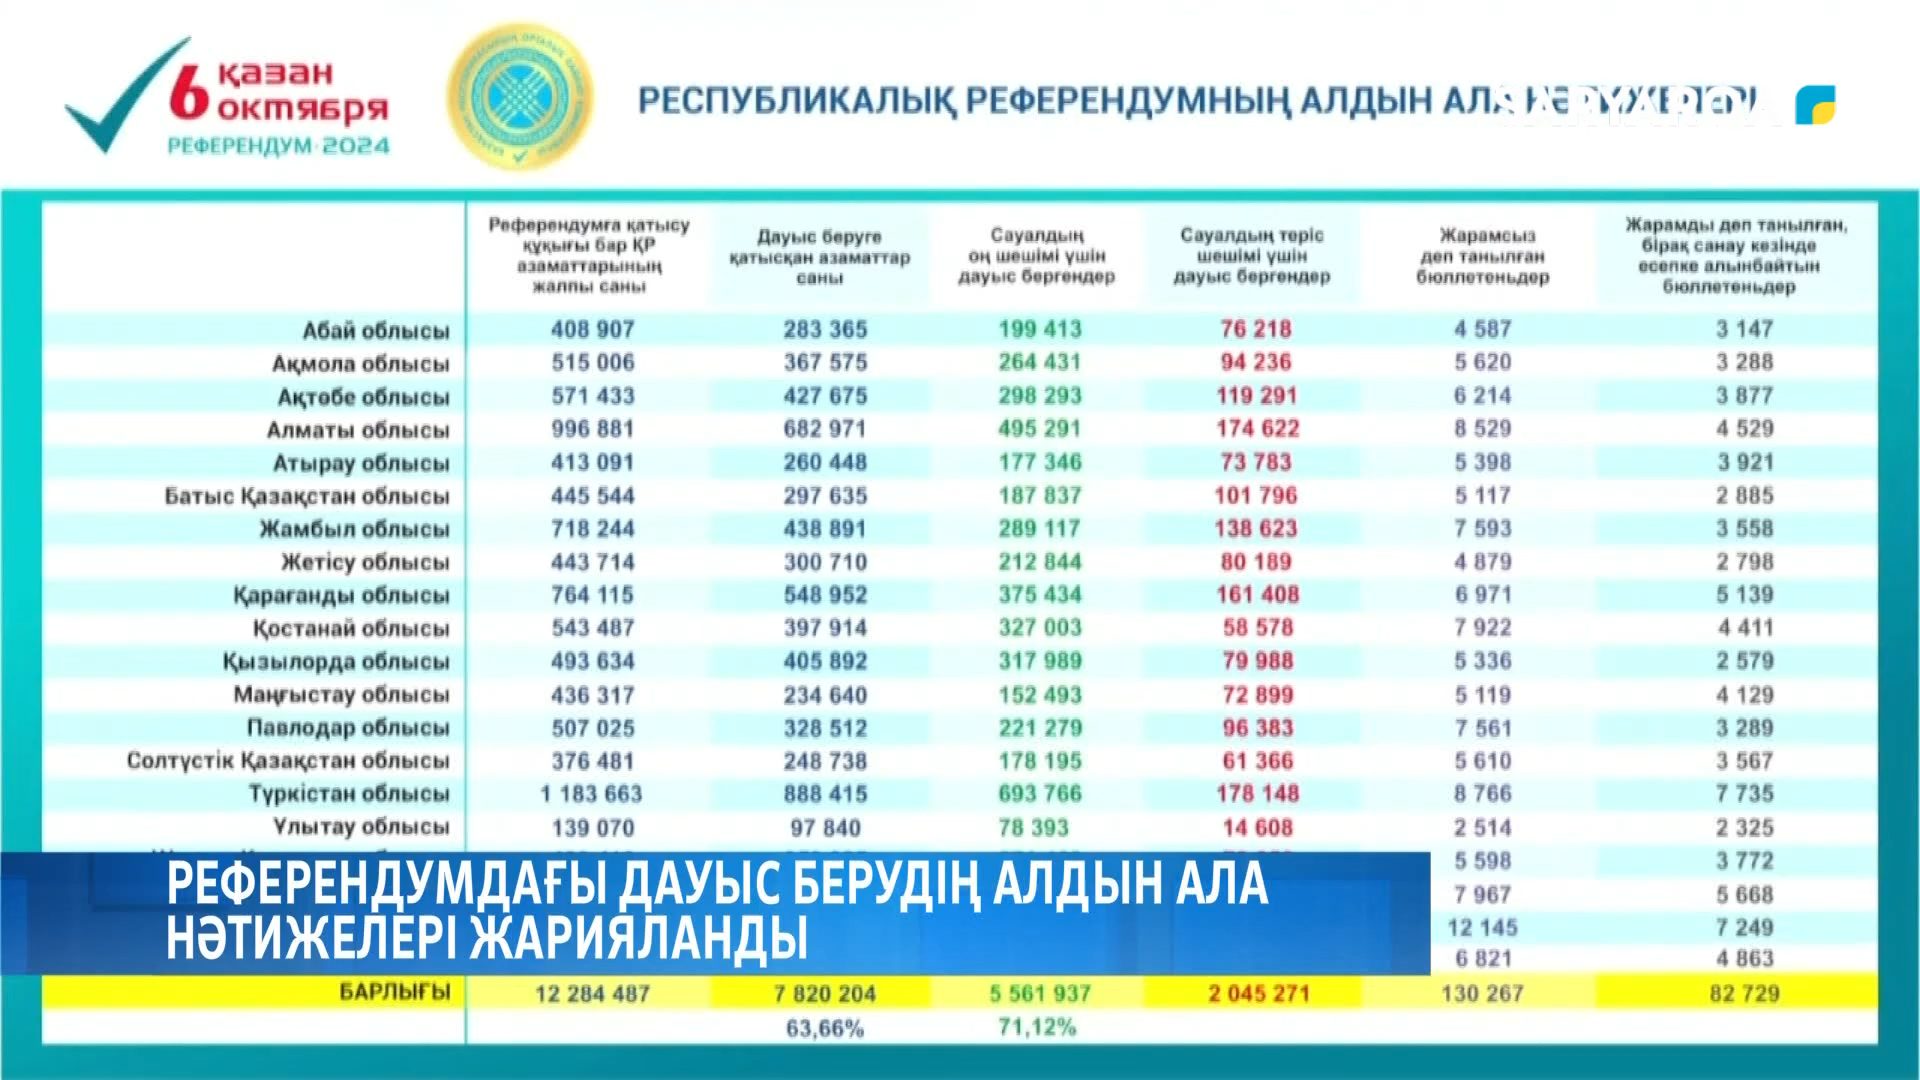 6 қазан
октября
РЕФЕРЕНДУМ·2024
РЕСПУБЛИКАЛЫҚ РЕФЕРЕНДУМНЫҢ АЛДЫН АЛА
SARYARQA
Референдумға қатысу
құқығы бар ҚР
азаматтарының
жалпы саны
Дауыс беруге
қатысқан азаматтар
саны
Сауалдың
оң шешімі үшін
дауыс бергендер
Сауалдың теріс
шешімі үшін
дауыс бергендер
Жарамсыз
деп танылған
бюллетеньдер
Жарамды деп танылған,
бірақ санау кезінде
есепке алынбайтын
бюллетеньдер
Абай облысы 408 907 283 365 199 413 76 218 4 587 3 147
Ақмола облысы 515 006 367 575 264 431 94 236 5 620 3 288
Ақтөбе облысы 571 433 427 675 298 293 119 291 6 214 3 877
Алматы облысы 996 881 682 971 495 291 174 622 8 529 4 529
Атырау облысы 413 091 260 448 177 346 73 783 5 398 3 921
Батыс Қазақстан облысы 445 544 297 635 187 837 101 796 5 117 2 885
Жамбыл облысы 718 244 438 891 289 117 138 623 7 593 3 558
Жетісу облысы 443 714 300 710 212 844 80 189 4 879 2 798
Қарағанды облысы 764 115 548 952 375 434 161 408 6 971 5 139
Қостанай облысы 543 487 397 914 327 003 58 578 7 922 4 411
Қызылорда облысы 493 634 405 892 317 989 79 988 5 336 2 579
Маңғыстау облысы 436 317 234 640 152 493 72 899 5 119 4 129
Павлодар облысы 507 025 328 512 221 279 96 383 7 561 3 289
Солтүстік Қазақстан облысы 376 481 248 738 178 195 61 366 5 610 3 567
Түркістан облысы 1 183 663 888 415 693 766 178 148 8 766 7 735
Ұлытау облысы 139 070 97 840 78 393 14 608 2 514 2 325
5 598 3 772
7 967 5 668
12 145 7 249
6 821 4 863
РЕФЕРЕНДУМДАҒЫ ДАУЫС БЕРУДІҢ АЛДЫН АЛА
НӘТИЖЕЛЕРІ ЖАРИЯЛАНДЫ
БАРЛЫҒЫ 12 284 487 7 820 204 5 561 937 2 045 271 130 267 82 729
63,66% 71,12%